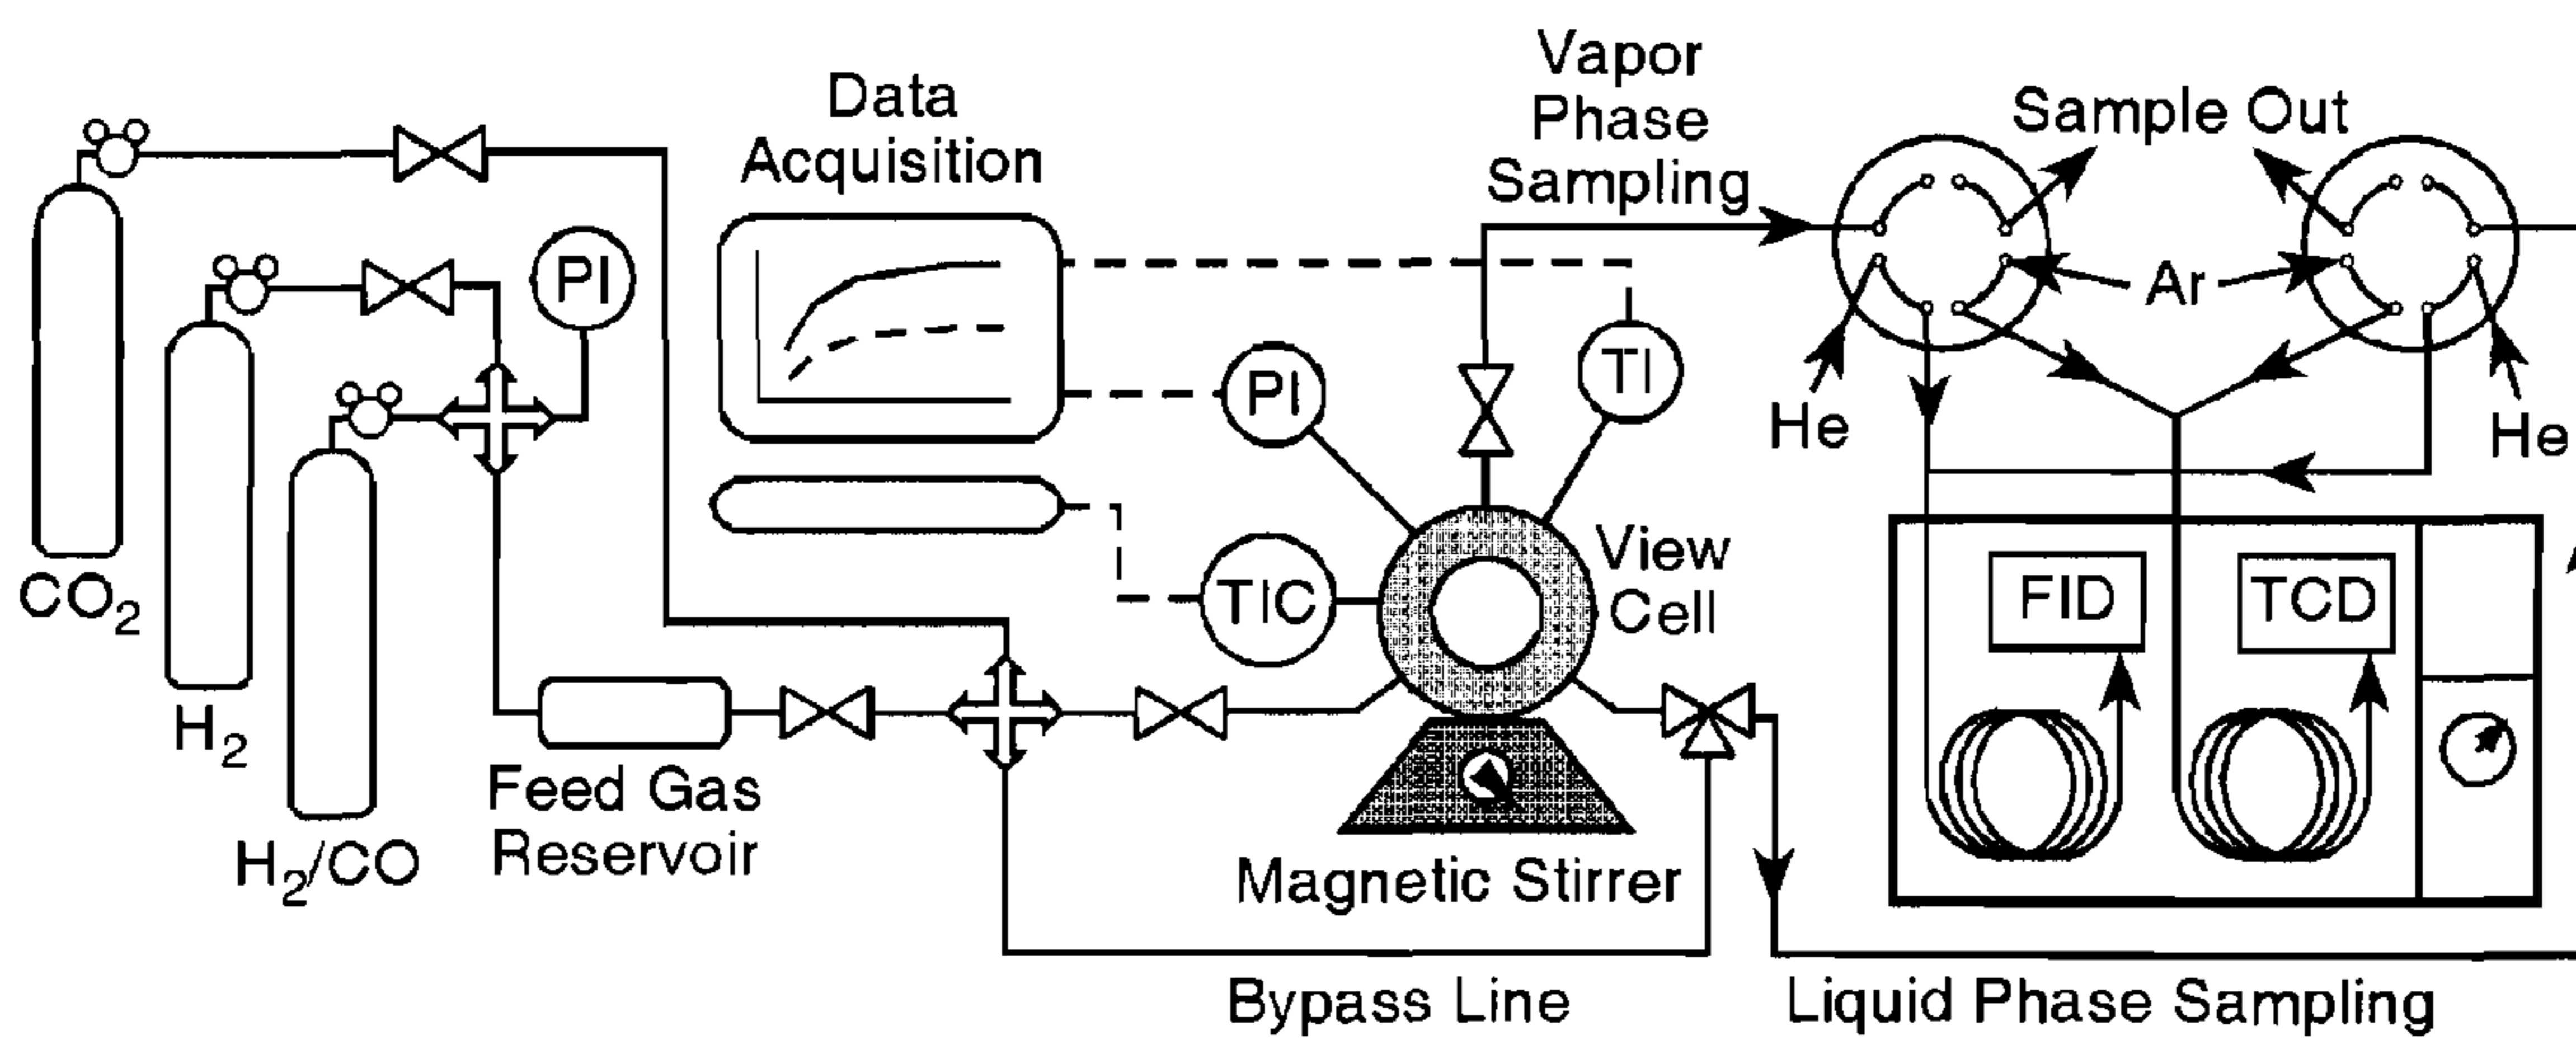 Data
Acquisition
Vapor
Phase
Sampling
Sample Out
PI
PI
TI
Ar
He
He
CO₂
H₂
H₂/CO
TIC
View
Cell
FID
TCD
Feed Gas
Reservoir
Magnetic Stirrer
Bypass Line
Liquid Phase Sampling